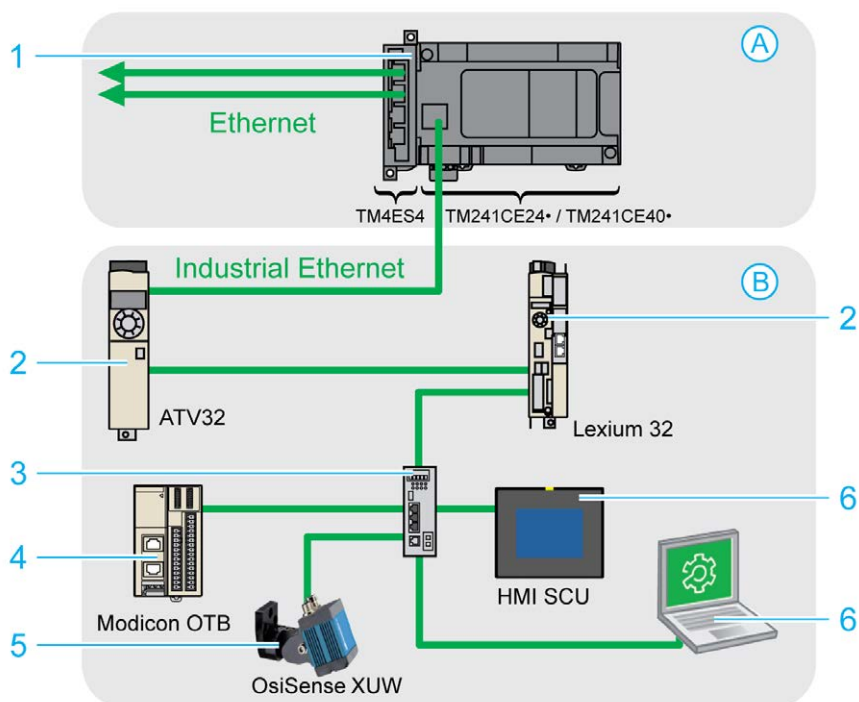 1
A
Ethernet
TM4ES4
TM241CE24• / TM241CE40•
Industrial Ethernet
B
2
2
ATV32
Lexium 32
3
6
4
HMI SCU
Modicon OTB
6
5
OsiSense XUW